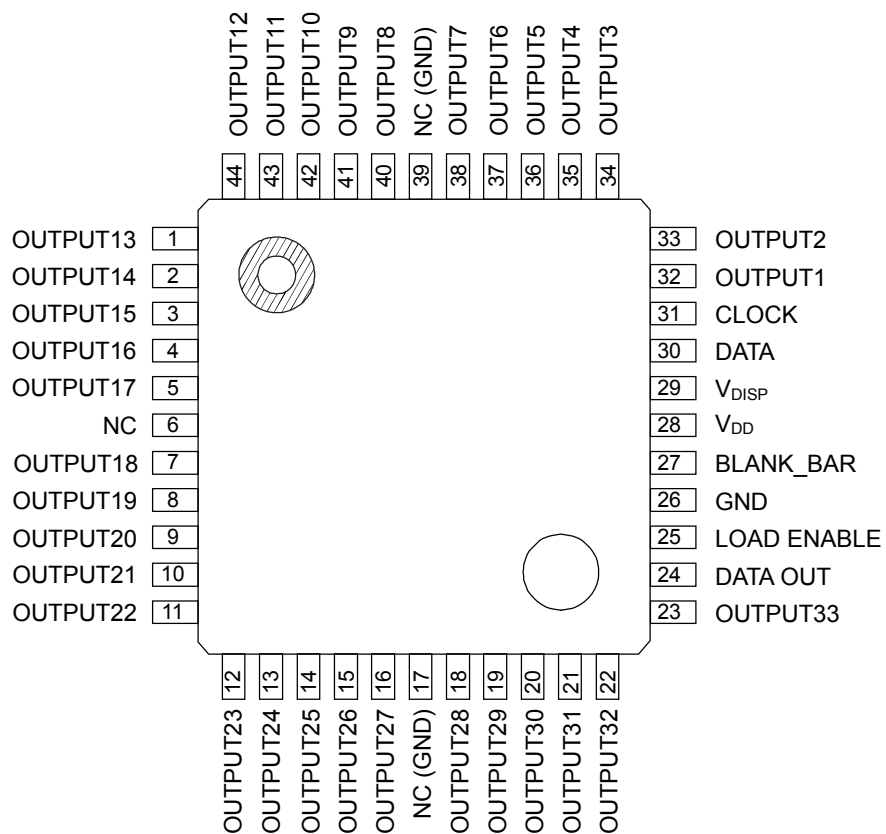 OUTPUT12
OUTPUT11
OUTPUT10
OUTPUT9
OUTPUT8
NC (GND)
OUTPUT7
OUTPUT6
OUTPUT5
OUTPUT4
OUTPUT3
44 43 42 41 40 39 38 37 36 35 34
OUTPUT13 1
OUTPUT14 2
OUTPUT15 3
OUTPUT16 4
OUTPUT17 5
NC 6
OUTPUT18 7
OUTPUT19 8
OUTPUT20 9
OUTPUT21 10
OUTPUT22 11
33 OUTPUT2
32 OUTPUT1
31 CLOCK
30 DATA
29 VDISP
28 VDD
27 BLANK_BAR
26 GND
25 LOAD ENABLE
24 DATA OUT
23 OUTPUT33
12 13 14 15 16 17 18 19 20 21 22
OUTPUT23
OUTPUT24
OUTPUT25
OUTPUT26
OUTPUT27
NC (GND)
OUTPUT28
OUTPUT29
OUTPUT30
OUTPUT31
OUTPUT32